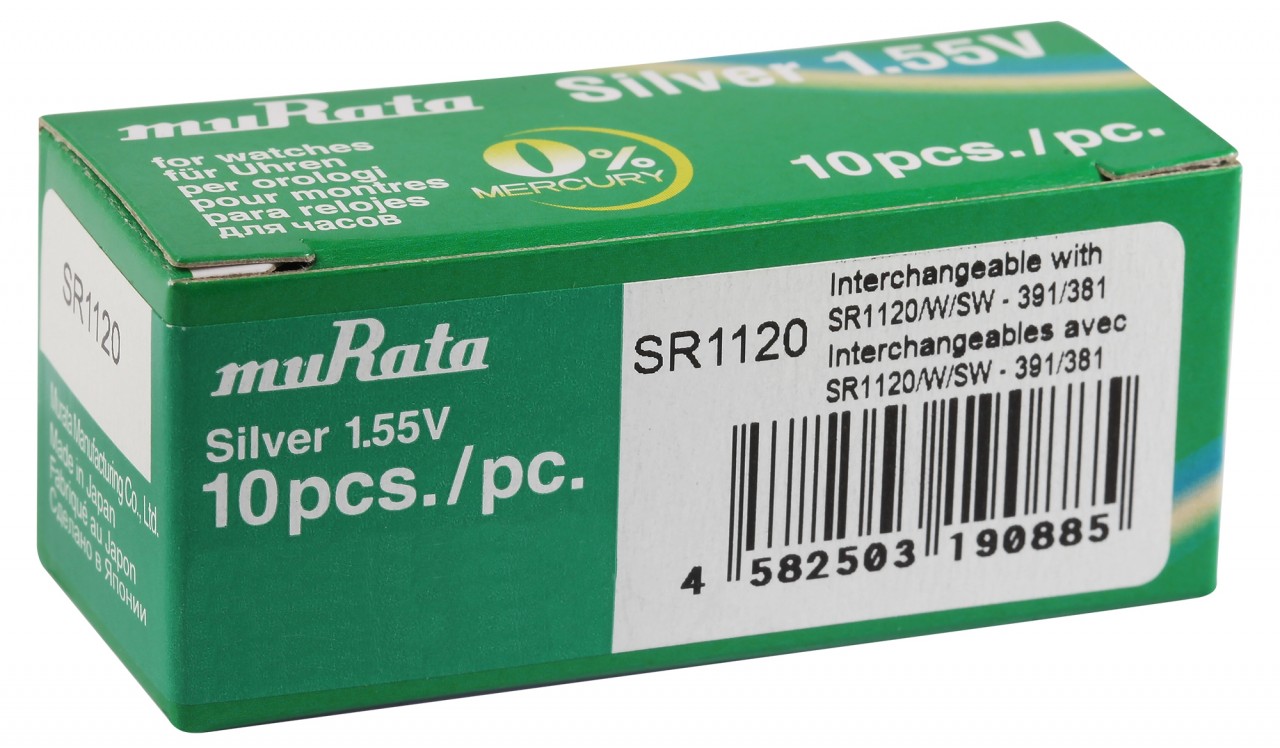 muRata
Silver 1.55V
for watches
für Uhren
per orologi
pour montres
para relojes
для часов
0%
MERCURY
10pcs./pc.
SR1120
Murata Manufacturing Co., Ltd.
Made in Japan
Fabriqué au Japon
Сделано в Японии
muRata
Silver 1.55V
10pcs./pc.
SR1120
Interchangeable with
SR1120/W/SW - 391/381
Interchangeables avec
SR1120/W/SW - 391/381
4 582503 190885